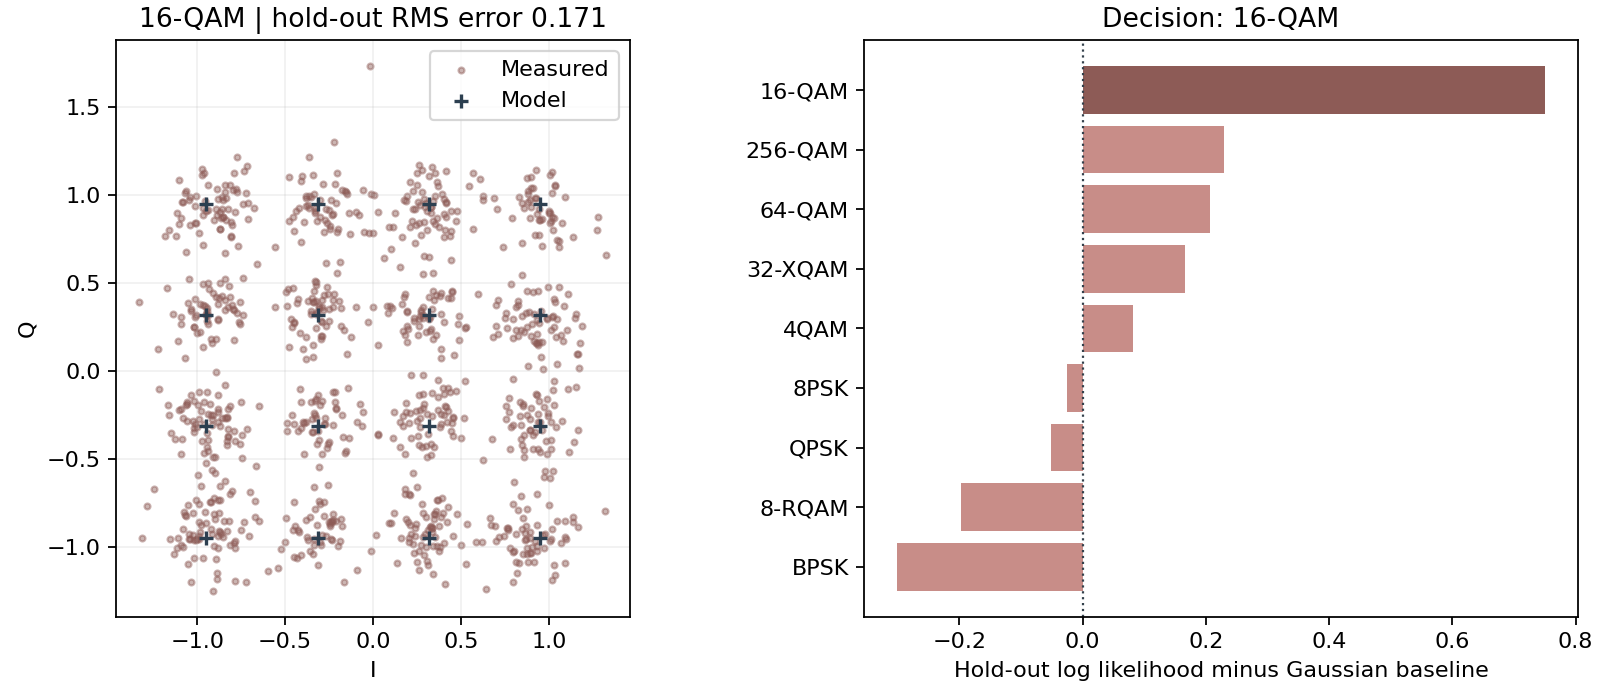 16-QAM | hold-out RMS error 0.171
Measured
Model
1.5
1.0
0.5
0.0
−0.5
−1.0
Q
−1.0
−0.5
0.0
0.5
1.0
I
Decision: 16-QAM
16-QAM
256-QAM
64-QAM
32-XQAM
4QAM
8PSK
QPSK
8-RQAM
BPSK
−0.2
0.0
0.2
0.4
0.6
0.8
Hold-out log likelihood minus Gaussian baseline